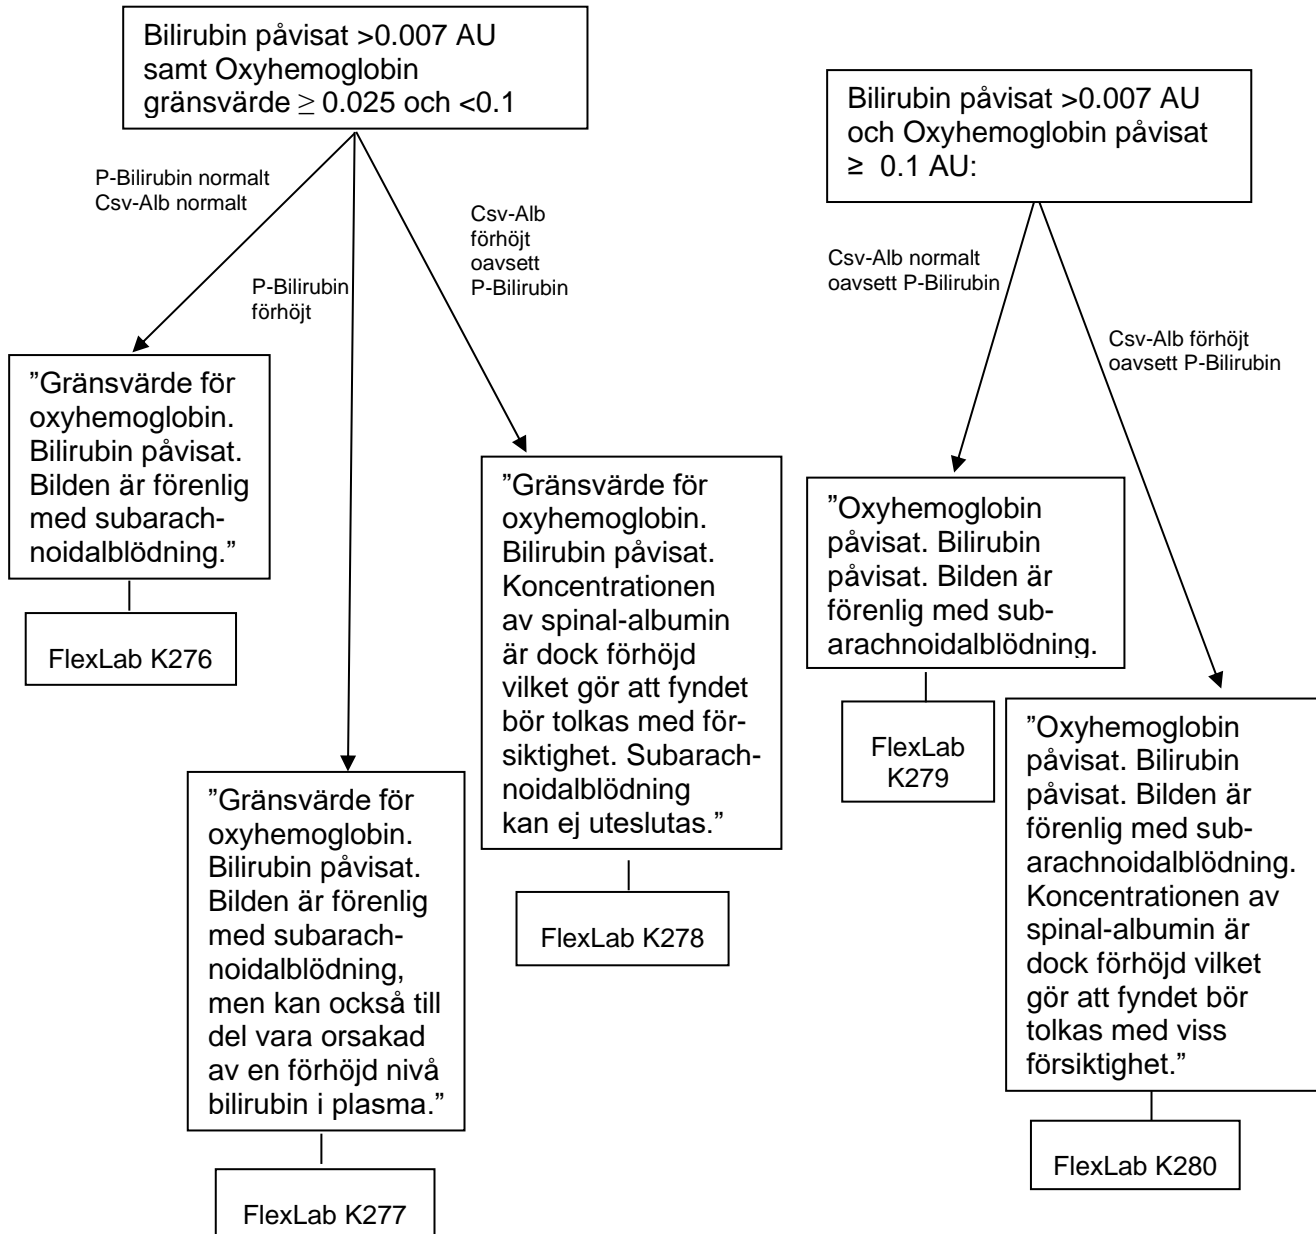 Bilirubin påvisat >0.007 AU
samt Oxyhemoglobin
gränsvärde ≥ 0.025 och <0.1
P-Bilirubin normalt
Csv-Alb normalt
P-Bilirubin
förhöjt
Csv-Alb
förhöjt
oavsett
P-Bilirubin
”Gränsvärde för
oxyhemoglobin.
Bilirubin påvisat.
Bilden är förenlig
med subarach-
noidalblödning.”
FlexLab K276
”Gränsvärde för
oxyhemoglobin.
Bilirubin påvisat.
Bilden är förenlig
med subarach-
noidalblödning,
men kan också till
del vara orsakad
av en förhöjd nivå
bilirubin i plasma.”
FlexLab K277
”Gränsvärde för
oxyhemoglobin.
Bilirubin påvisat.
Koncentrationen
av spinal-albumin
är dock förhöjd
vilket gör att fyndet
bör tolkas med för-
siktighet. Subarach-
noidalblödning
kan ej uteslutas.”
FlexLab K278
Bilirubin påvisat >0.007 AU
och Oxyhemoglobin påvisat
≥ 0.1 AU:
Csv-Alb normalt
oavsett P-Bilirubin
Csv-Alb förhöjt
oavsett P-Bilirubin
”Oxyhemoglobin
påvisat. Bilirubin
påvisat. Bilden är
förenlig med sub-
arachnoidalblödning.
FlexLab
K279
”Oxyhemoglobin
påvisat. Bilirubin
påvisat. Bilden är
förenlig med sub-
arachnoidalblödning.
Koncentrationen av
spinal-albumin är
dock förhöjd vilket
gör att fyndet bör
tolkas med viss
försiktighet.”
FlexLab K280